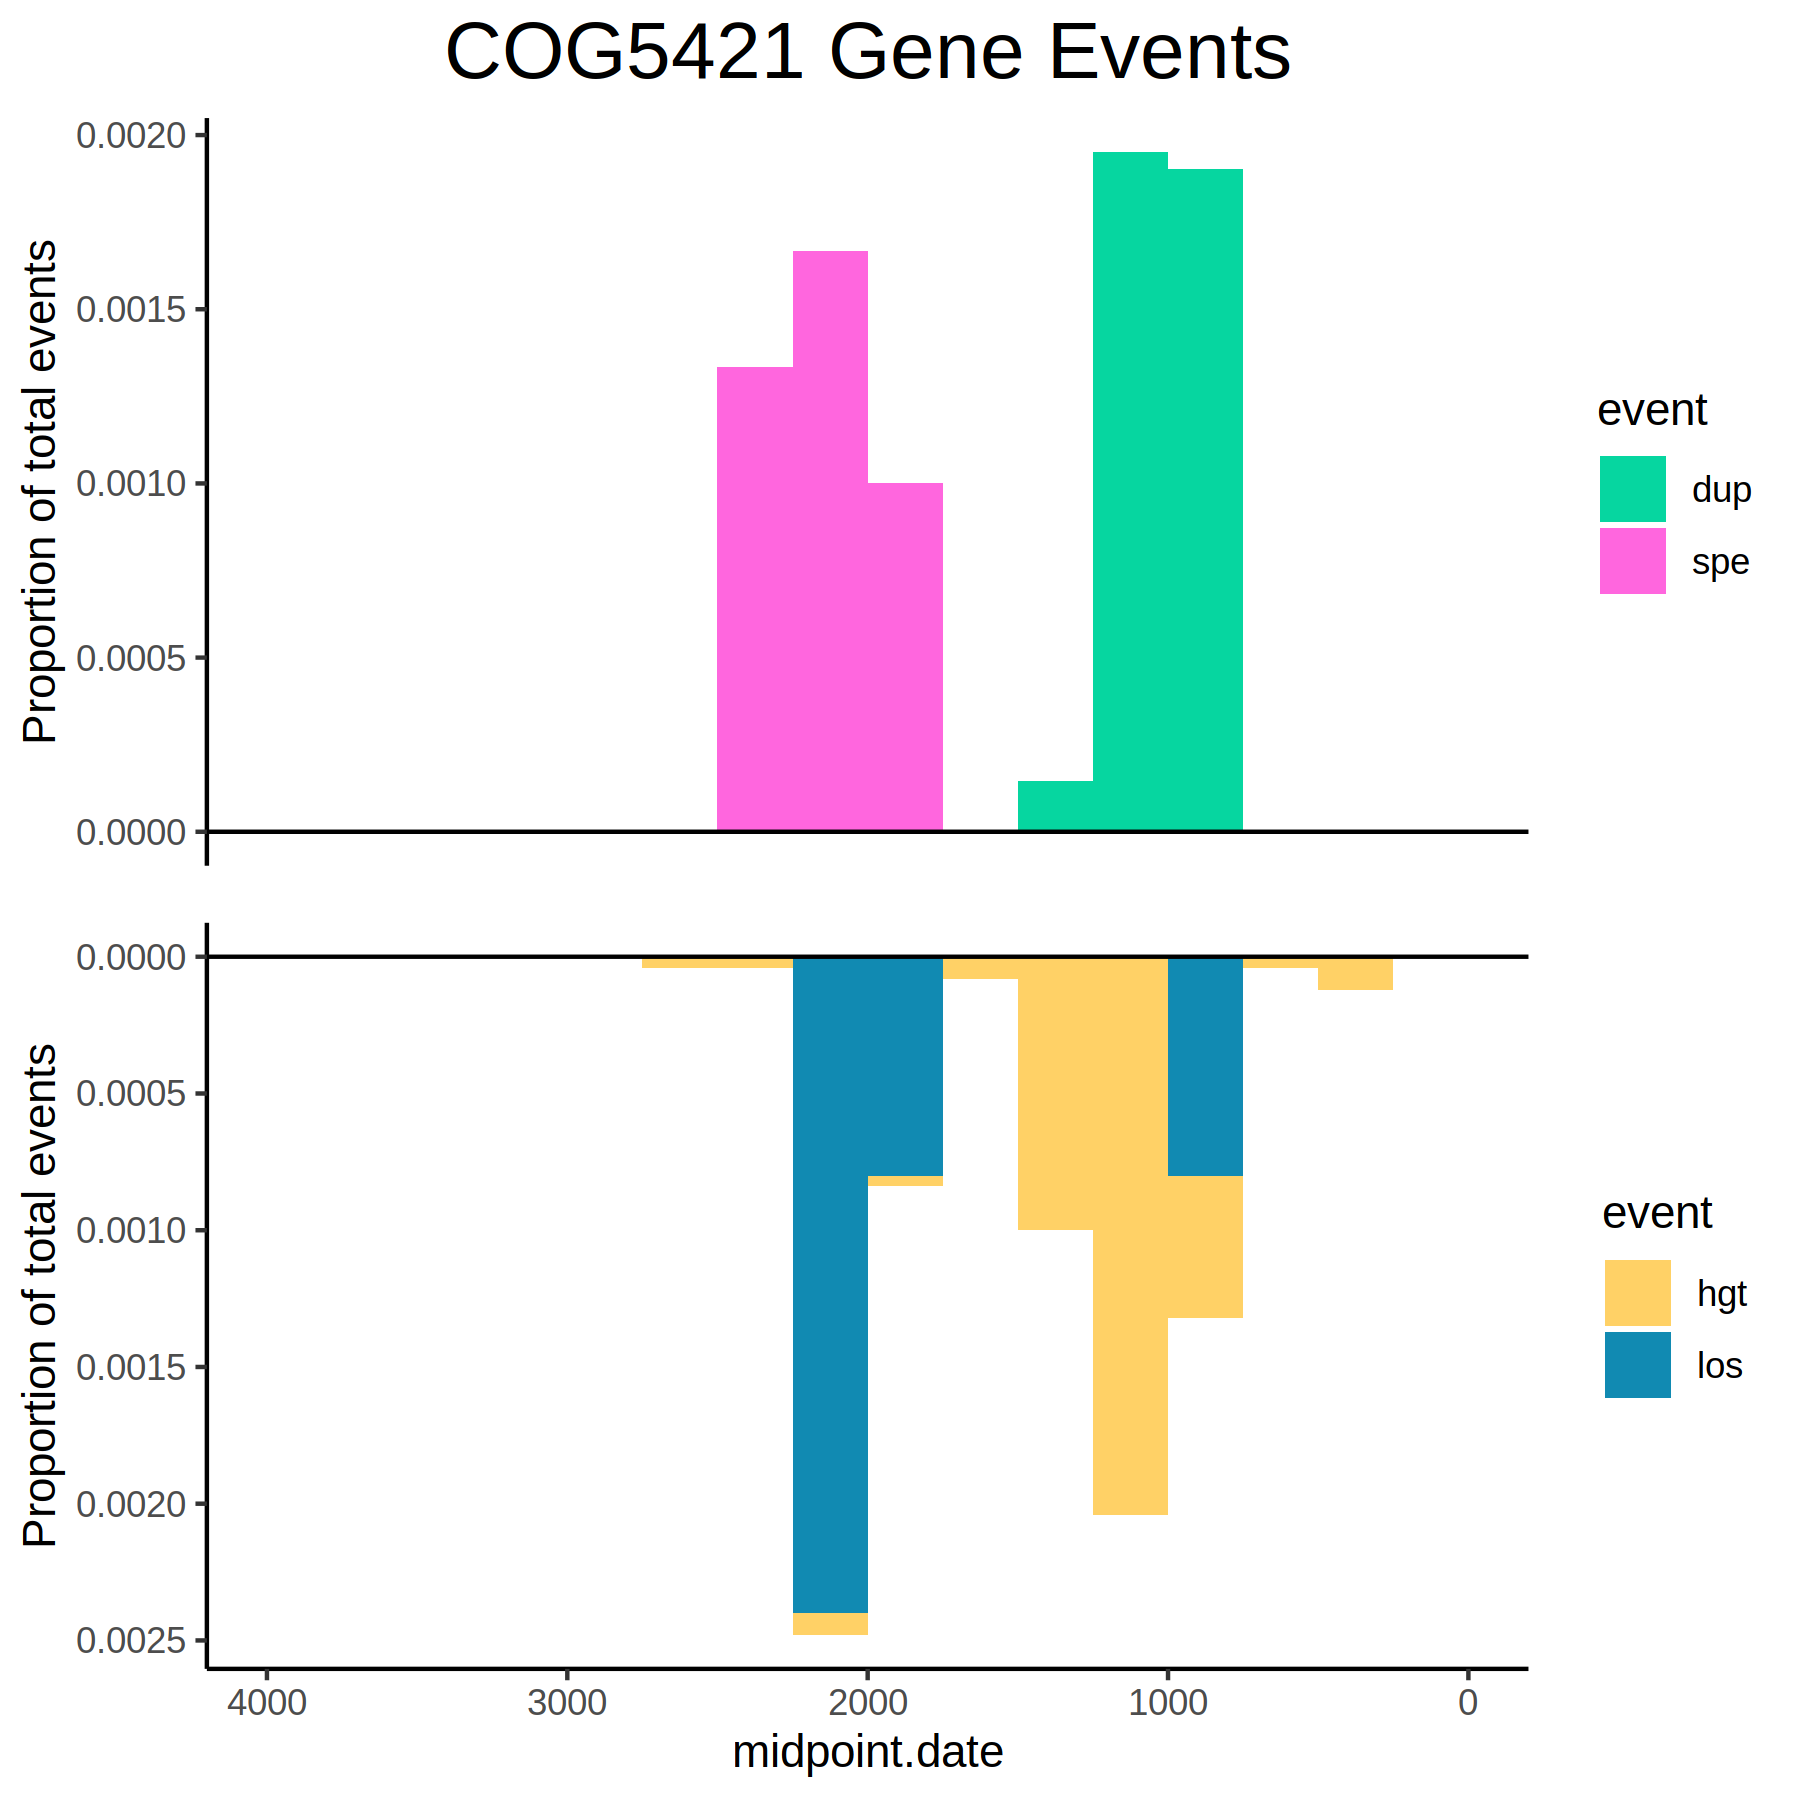 COG5421 Gene Events
Proportion of total events
0.0020
0.0015
0.0010
0.0005
0.0000
event
dup
spe
Proportion of total events
0.0000
0.0005
0.0010
0.0015
0.0020
0.0025
event
hgt
los
4000 3000 2000 1000 0
midpoint.date